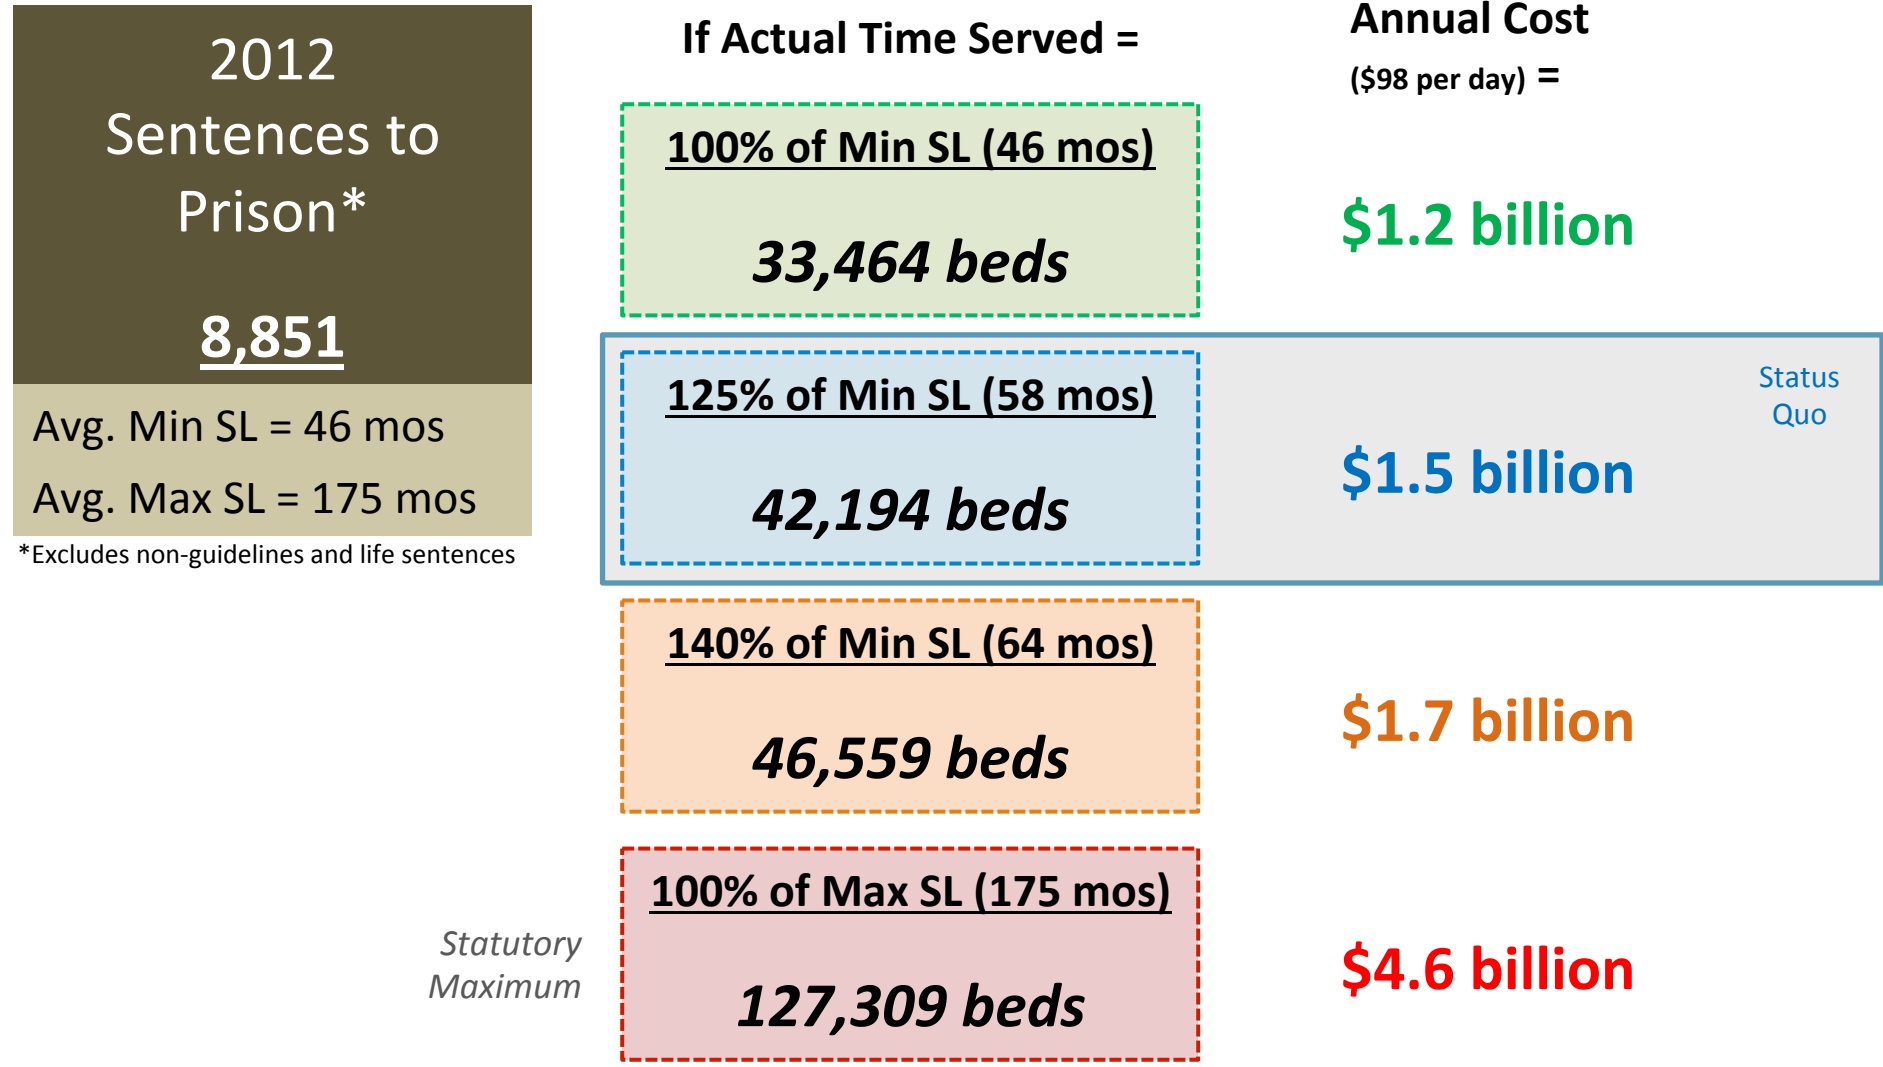 2012
Sentences to
Prison*
8,851
Avg. Min SL = 46 mos
Avg. Max SL = 175 mos
*Excludes non-guidelines and life sentences
If Actual Time Served =
Annual Cost
($98 per day) =
100% of Min SL (46 mos)
33,464 beds
$1.2 billion
125% of Min SL (58 mos)
42,194 beds
$1.5 billion
Status
Quo
140% of Min SL (64 mos)
46,559 beds
$1.7 billion
Statutory
Maximum
100% of Max SL (175 mos)
127,309 beds
$4.6 billion